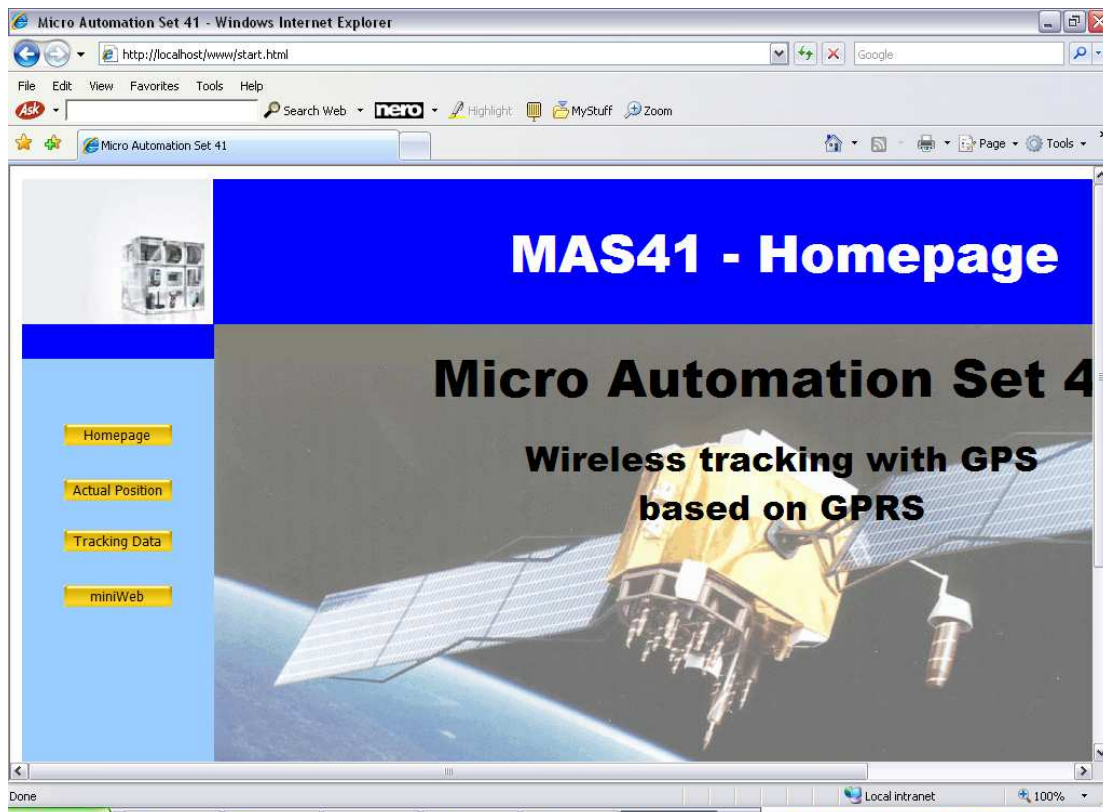 Micro Automation Set 41 - Windows Internet Explorer
http://localhost/www/start.html
Google
File Edit View Favorites Tools Help
Ask
Search Web nero Highlight MyStuff Zoom
Micro Automation Set 41
Page Tools
MAS41 - Homepage
Micro Automation Set 4
Wireless tracking with GPS
based on GPRS
Homepage
Actual Position
Tracking Data
miniWeb
Done
Local intranet
100%